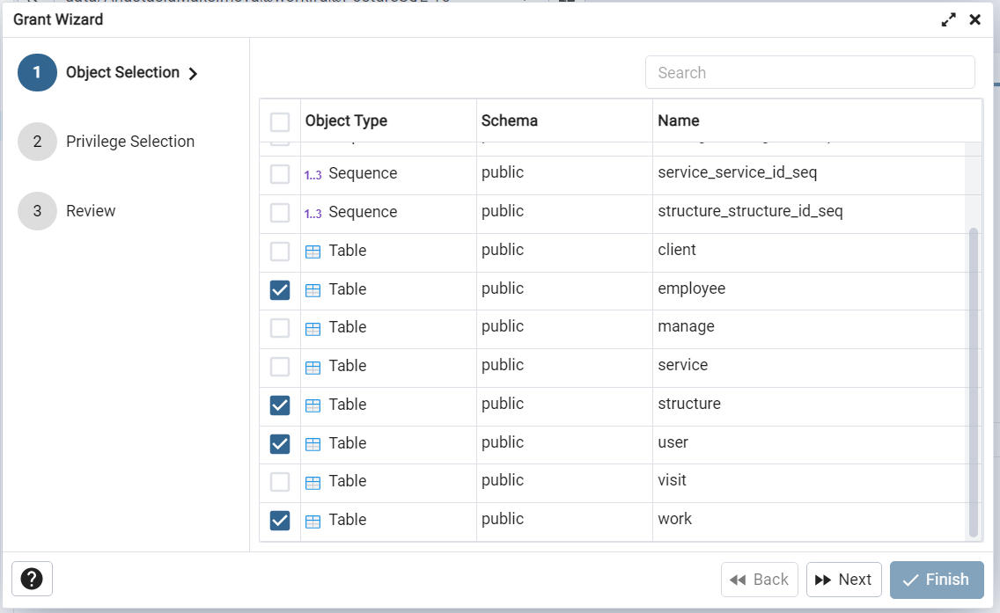 Grant Wizard
1 Object Selection
2 Privilege Selection
3 Review
Search
Object Type Schema Name
1..3 Sequence public service_service_id_seq
1..3 Sequence public structure_structure_id_seq
Table public client
Table public employee
Table public manage
Table public service
Table public structure
Table public user
Table public visit
Table public work
? Back Next Finish